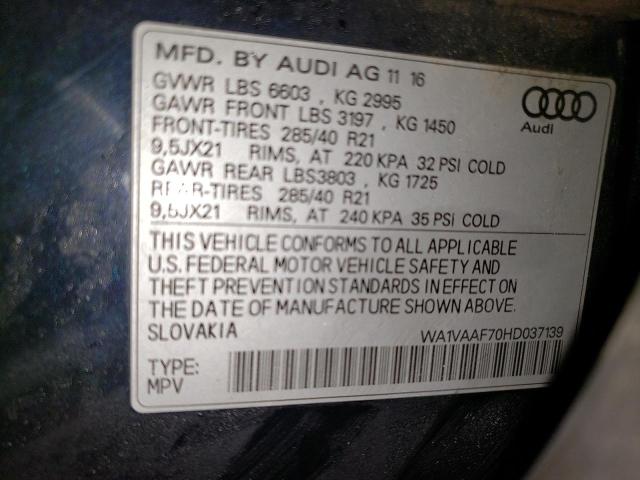 MFD. BY AUDI AG 11 16
GVWR LBS 6603 , KG 2995
GAWR FRONT LBS 3197 , KG 1450
FRONT-TIRES 285/40 R21
9,5JX21 RIMS, AT 220 KPA 32 PSI COLD
GAWR REAR LBS3803 , KG 1725
REAR-TIRES 285/40 R21
9,5JX21 RIMS, AT 240 KPA 35 PSI COLD
Audi
THIS VEHICLE CONFORMS TO ALL APPLICABLE
U.S. FEDERAL MOTOR VEHICLE SAFETY AND
THEFT PREVENTION STANDARDS IN EFFECT ON
THE DATE OF MANUFACTURE SHOWN ABOVE.
SLOVAKIA WA1VAAF70HD037139
TYPE:
MPV